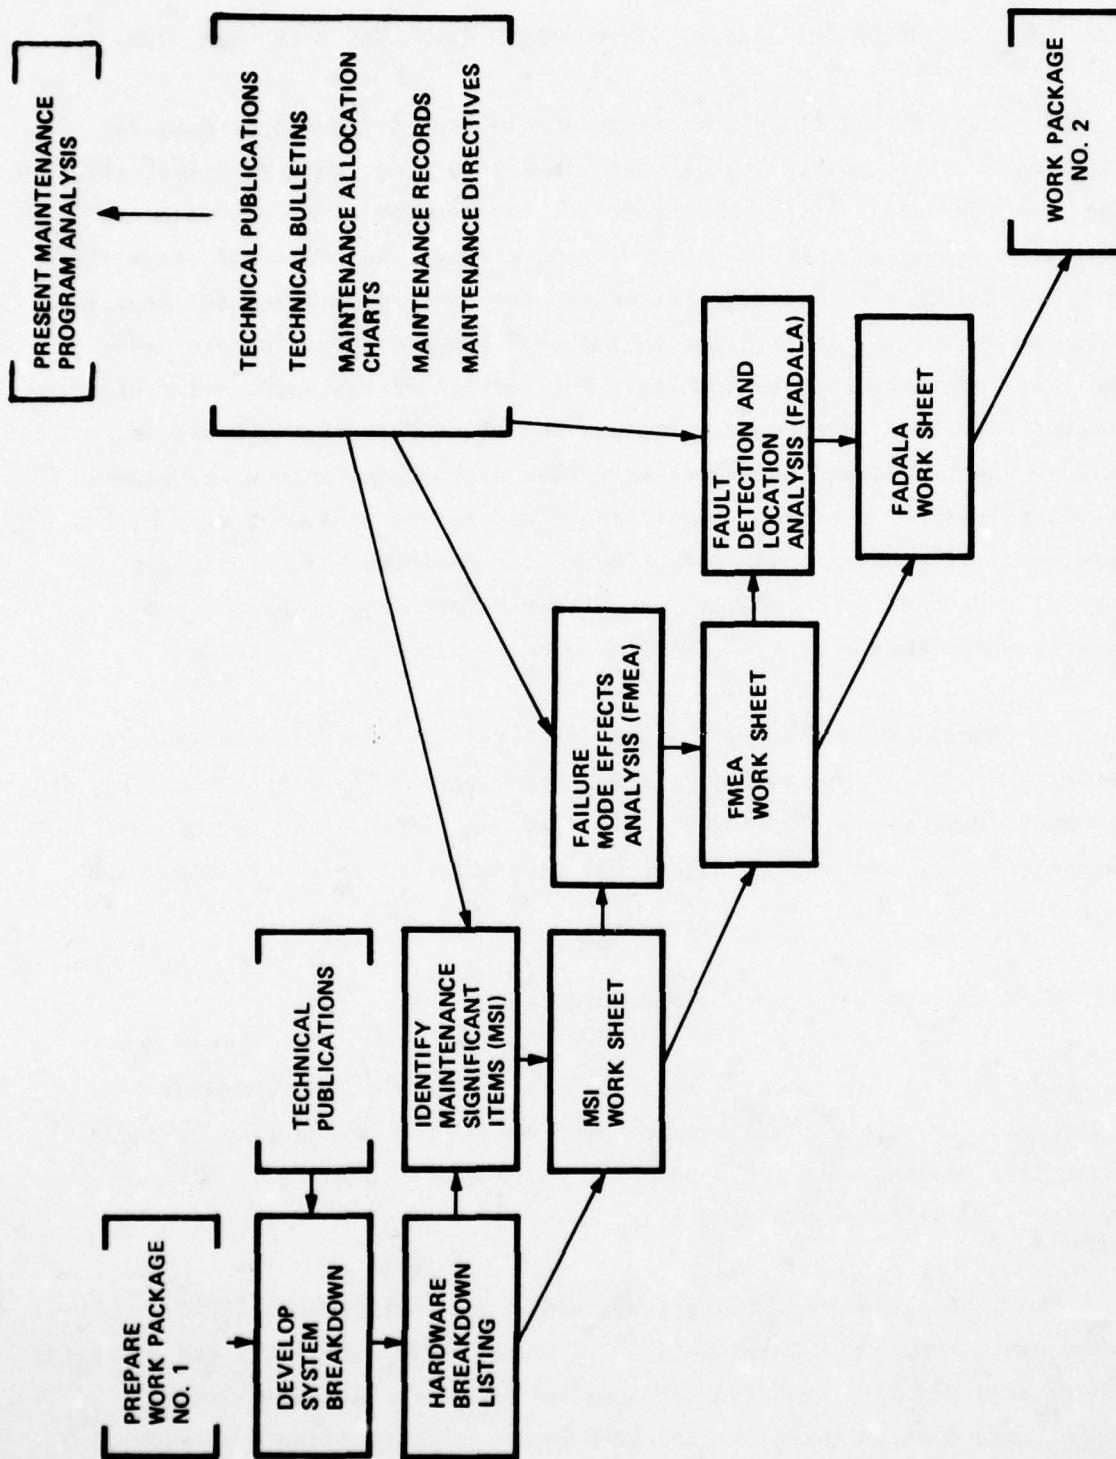 PREPARE
WORK PACKAGE
NO. 1
DEVELOP
SYSTEM
BREAKDOWN
HARDWARE
BREAKDOWN
LISTING
TECHNICAL
PUBLICATIONS
IDENTIFY
MAINTENANCE
SIGNIFICANT
ITEMS (MSI)
MSI
WORK SHEET
FAILURE
MODE EFFECTS
ANALYSIS (FMEA)
FMEA
WORK SHEET
PRESENT MAINTENANCE
PROGRAM ANALYSIS
TECHNICAL PUBLICATIONS
TECHNICAL BULLETINS
MAINTENANCE ALLOCATION
CHARTS
MAINTENANCE RECORDS
MAINTENANCE DIRECTIVES
FAULT
DETECTION AND
LOCATION
ANALYSIS (FADALA)
FADALA
WORK SHEET
WORK PACKAGE
NO. 2